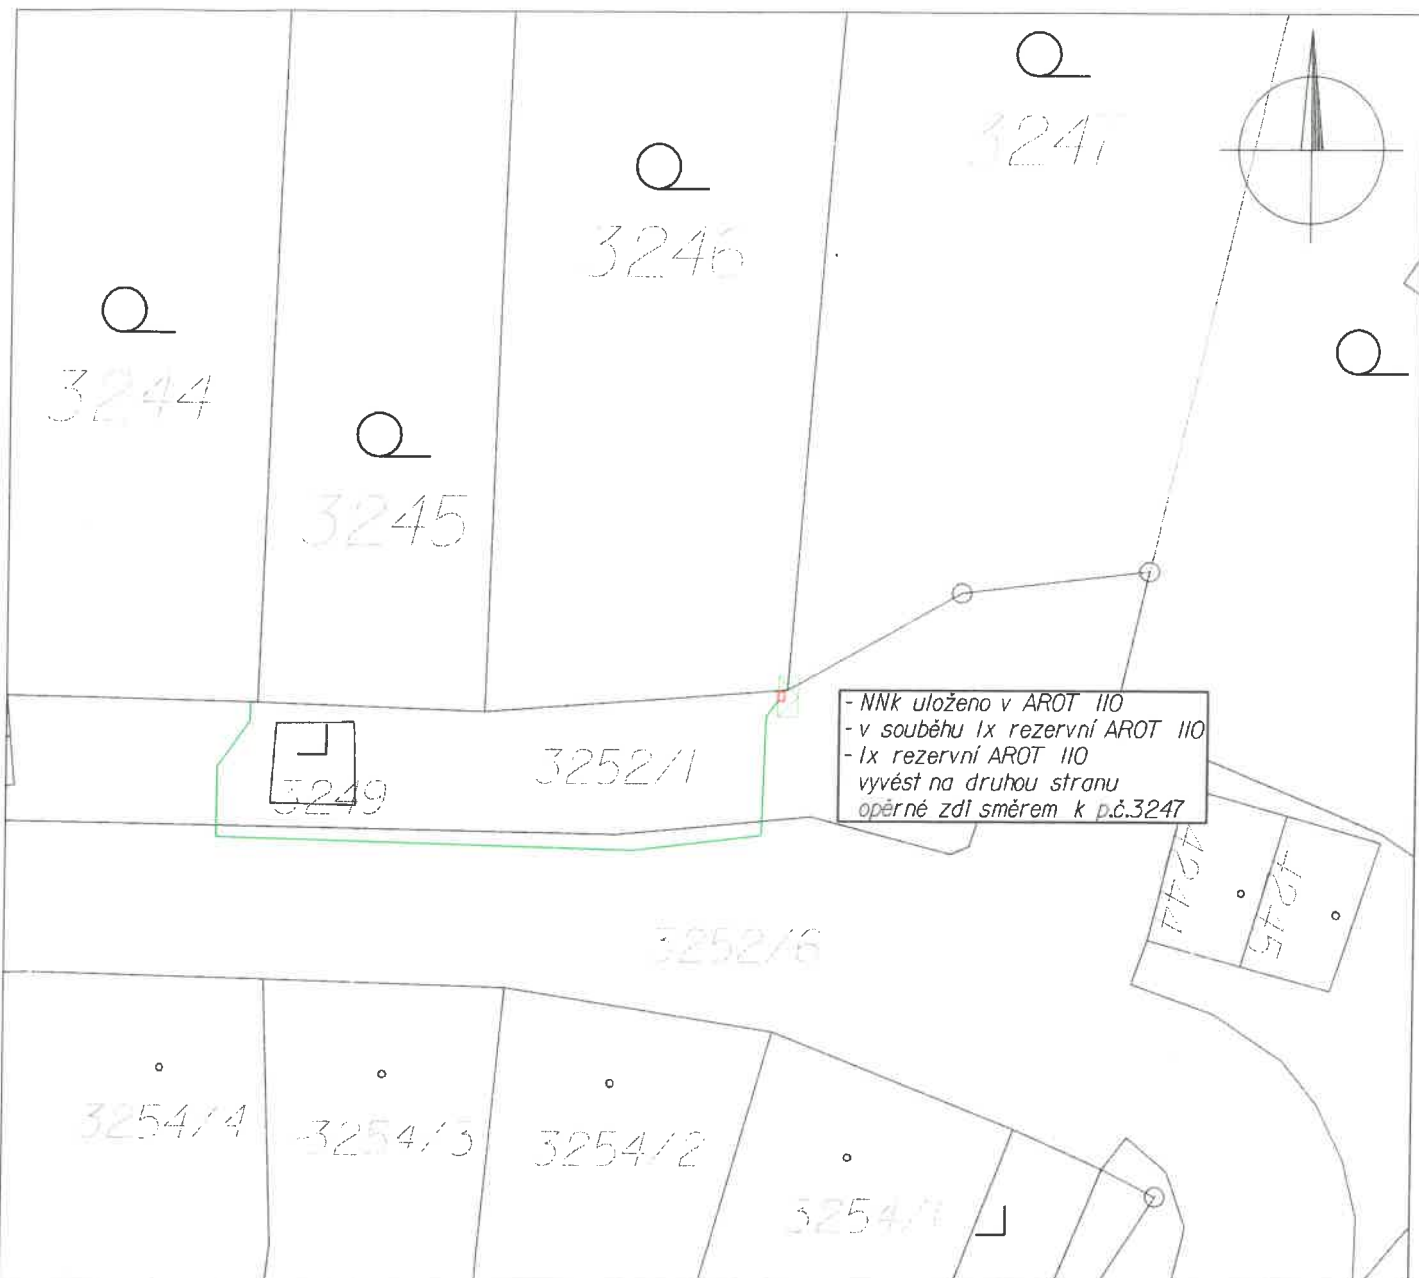 3247
3246
3244
3245
- NNk uloženo v AROT 110
- v souběhu 1x rezervní AROT 110
- 1x rezervní AROT 110
vyvést na druhou stranu
opěrné zdi směrem k p.č.3247
3252/1
3249
4244
4245
3252/6
3254/4
3254/3
3254/2
3254/1